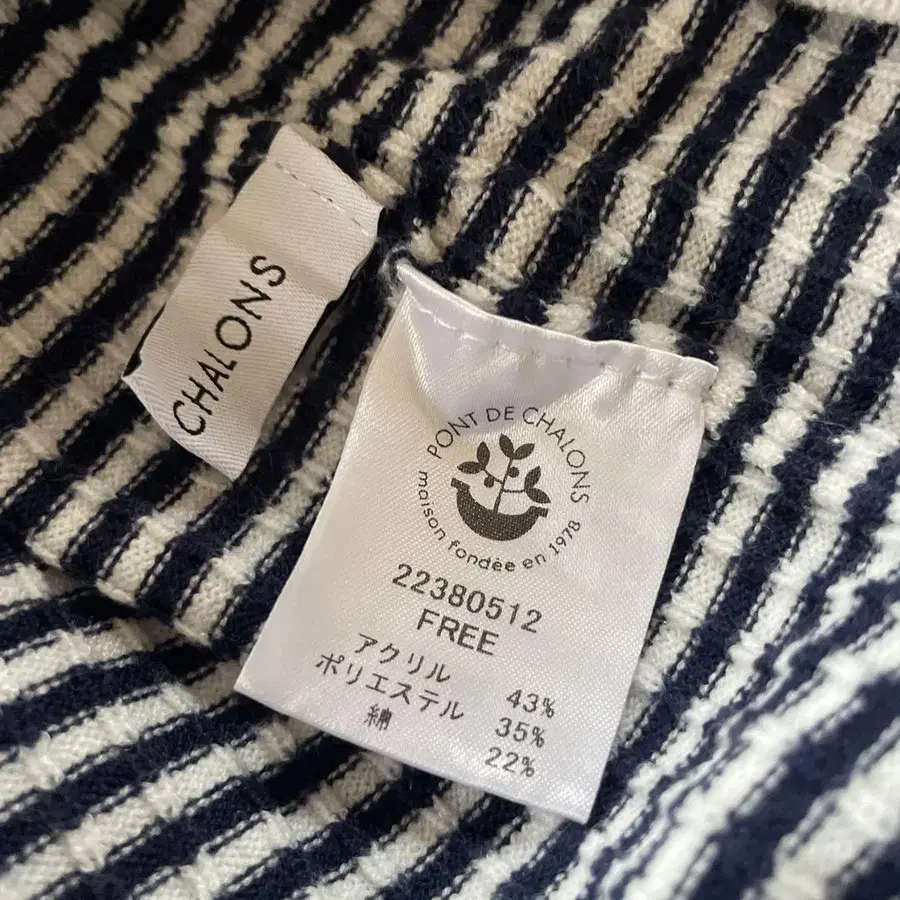 CHALONS
PONT DE CHALONS
maison fondée en 1978
22380512
FREE
アクリル 43%
ポリエステル 35%
綿 22%